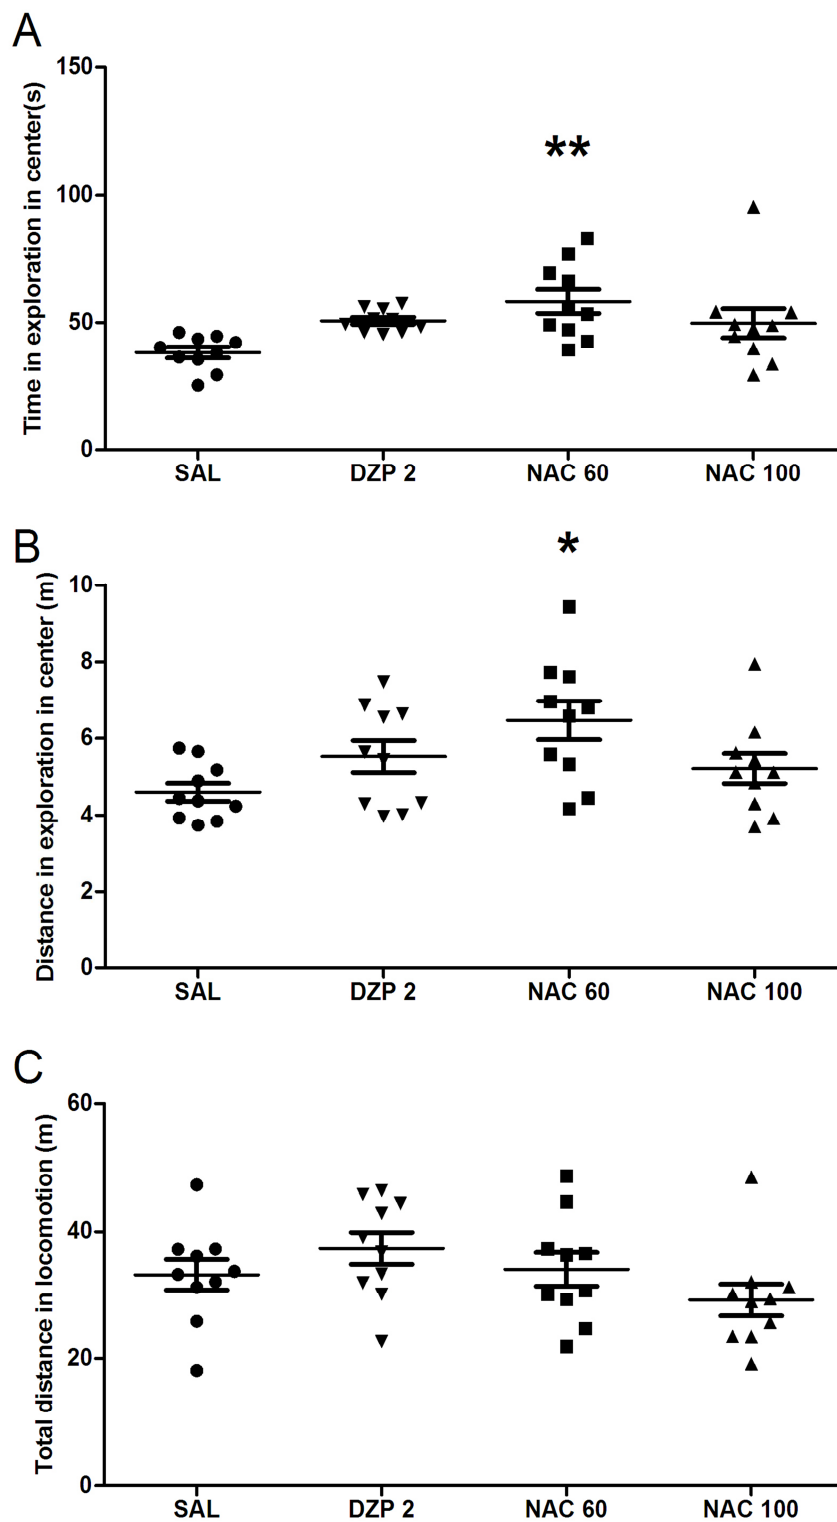 A
Time in exploration in center(s)
150
100
50
0
**
SAL DZP 2 NAC 60 NAC 100
B
Distance in exploration in center (m)
10
8
6
4
2
0
*
SAL DZP 2 NAC 60 NAC 100
C
Total distance in locomotion (m)
60
40
20
0
SAL DZP 2 NAC 60 NAC 100